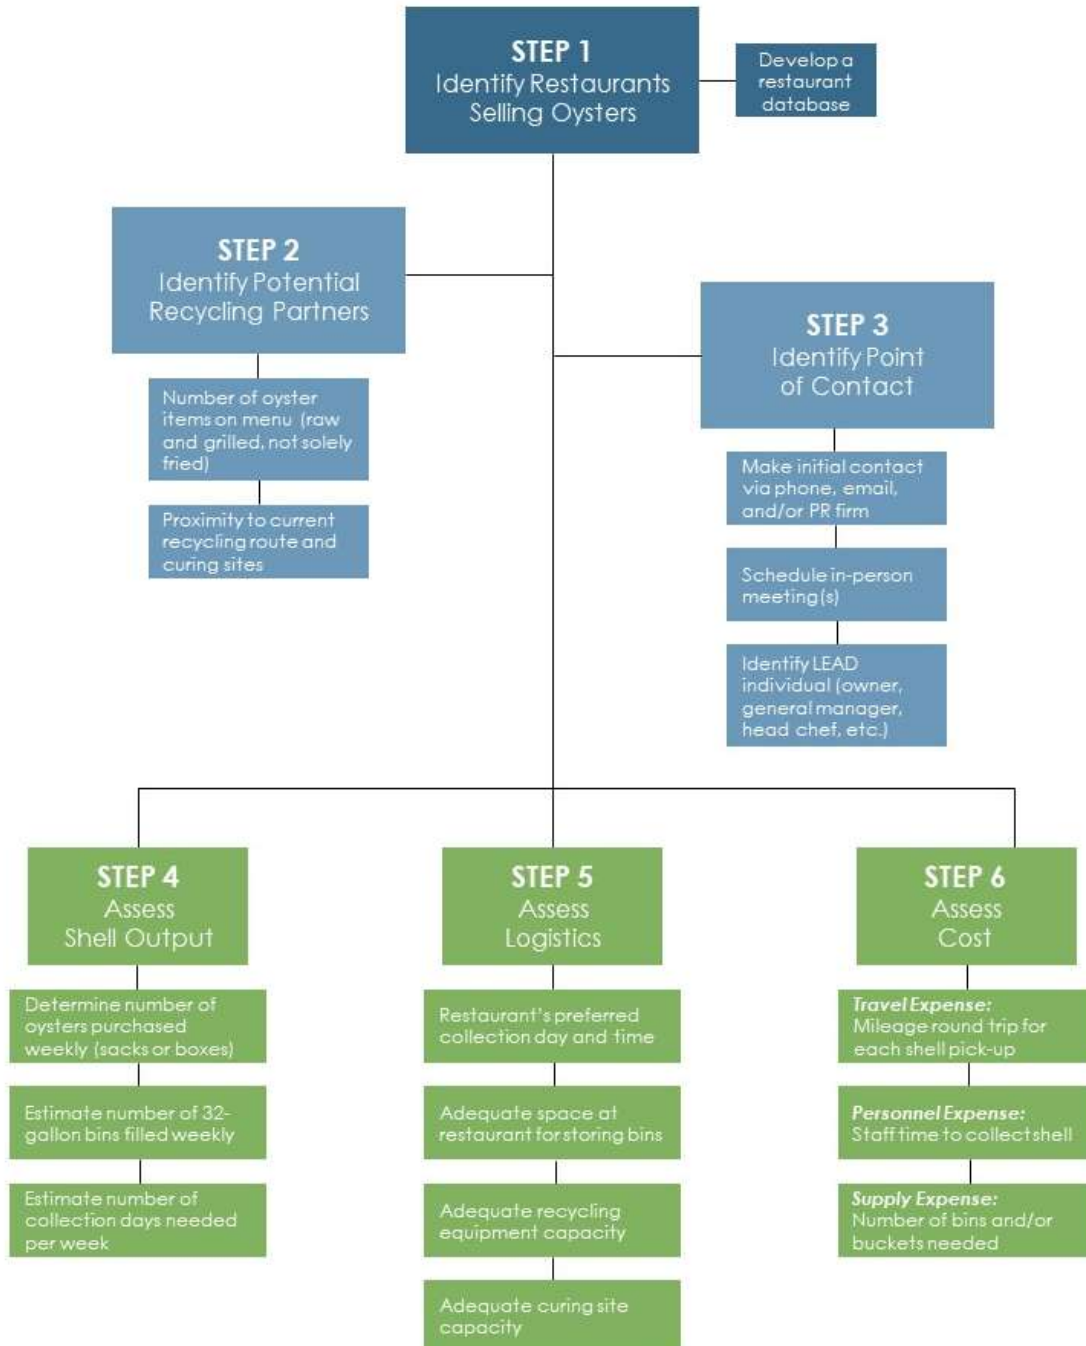 STEP 1
Identify Restaurants
Selling Oysters
Develop a
restaurant
database
STEP 2
Identify Potential
Recycling Partners
Number of oyster
items on menu (raw
and grilled, not solely
fried)
Proximity to current
recycling route and
curing sites
STEP 3
Identify Point
of Contact
Make initial contact
via phone, email,
and/or PR firm
Schedule in-person
meeting(s)
Identify LEAD
individual (owner,
general manager,
head chef, etc.)
STEP 4
Assess
Shell Output
Determine number of
oysters purchased
weekly (sacks or boxes)
Estimate number of 32-
gallon bins filled weekly
Estimate number of
collection days needed
per week
STEP 5
Assess
Logistics
Restaurant's preferred
collection day and time
Adequate space at
restaurant for storing bins
Adequate recycling
equipment capacity
Adequate curing site
capacity
STEP 6
Assess
Cost
Travel Expense:
Mileage round trip for
each shell pick-up
Personnel Expense:
Staff time to collect shell
Supply Expense:
Number of bins and/or
buckets needed